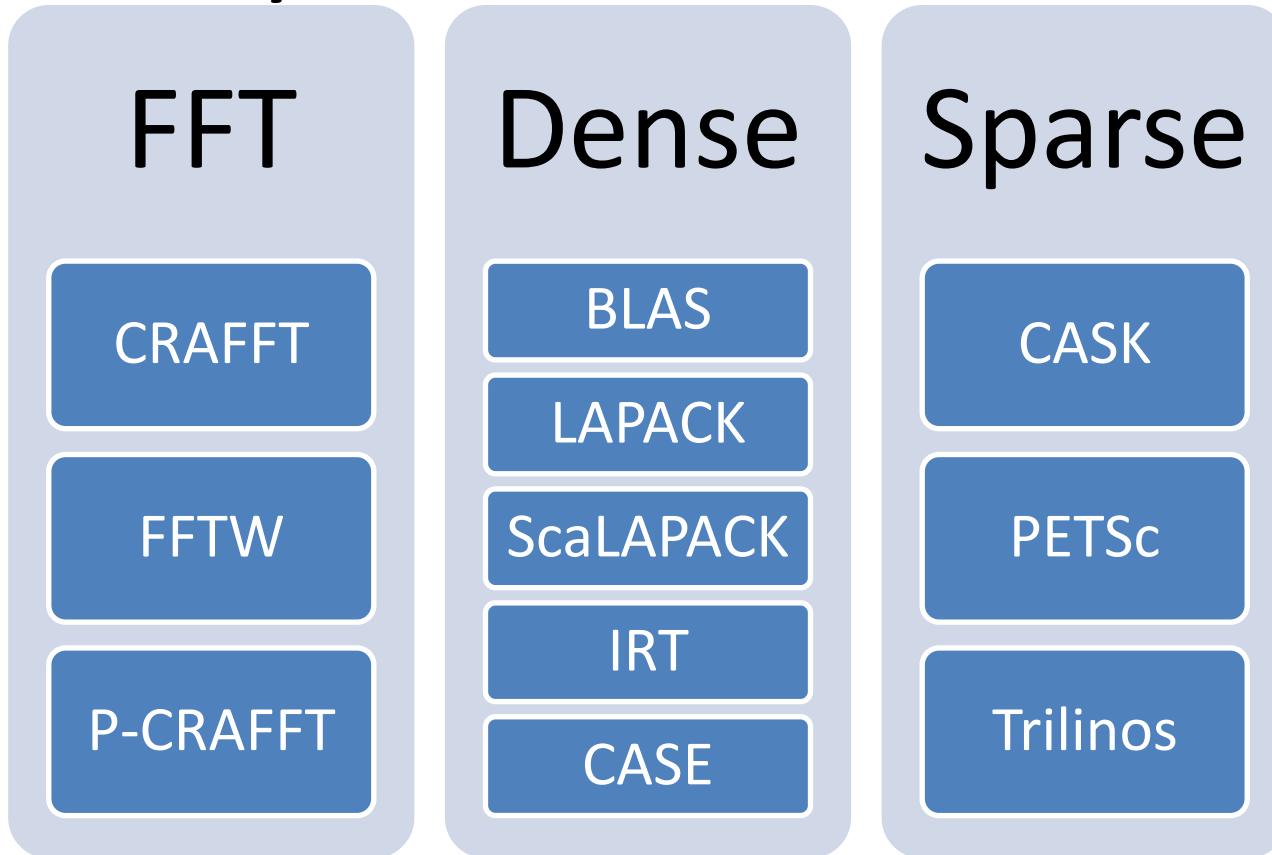 FFT
CRAFFT
FFTW
P-CRAFFT
Dense
BLAS
LAPACK
ScaLAPACK
IRT
CASE
Sparse
CASK
PETSc
Trilinos